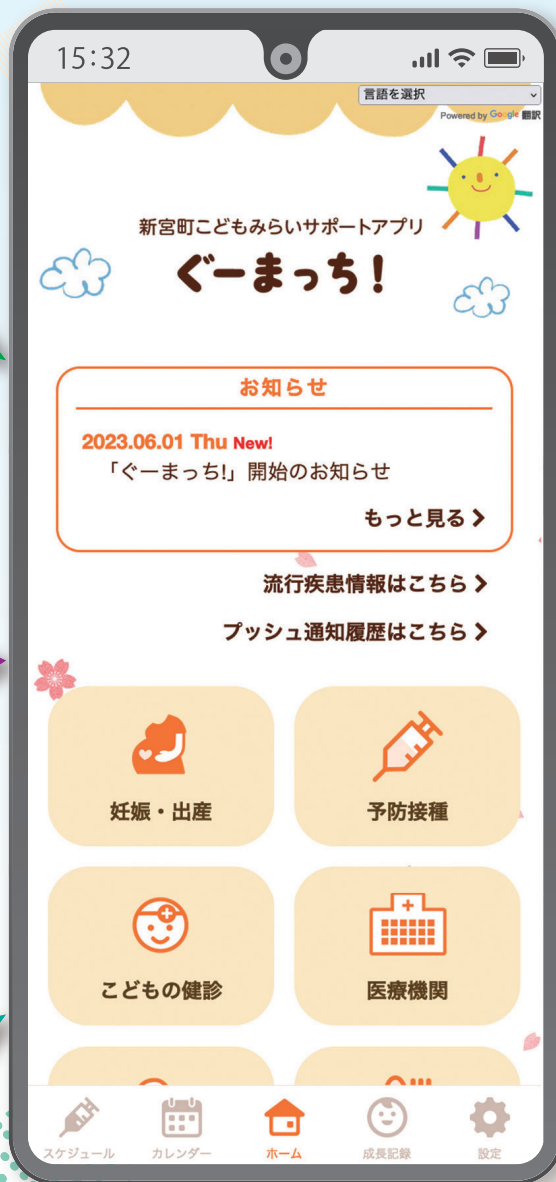 15:32
言語を選択
Powered by Google 翻訳
新宮町こどもみらいサポートアプリ
ぐーまっち!
お知らせ
2023.06.01 Thu New!
「ぐーまっち!」開始のお知らせ
もっと見る
流行疾患情報はこちら
プッシュ通知履歴はこちら
妊娠・出産
予防接種
こどもの健診
医療機関
スケジュール
カレンダー
ホーム
成長記録
設定